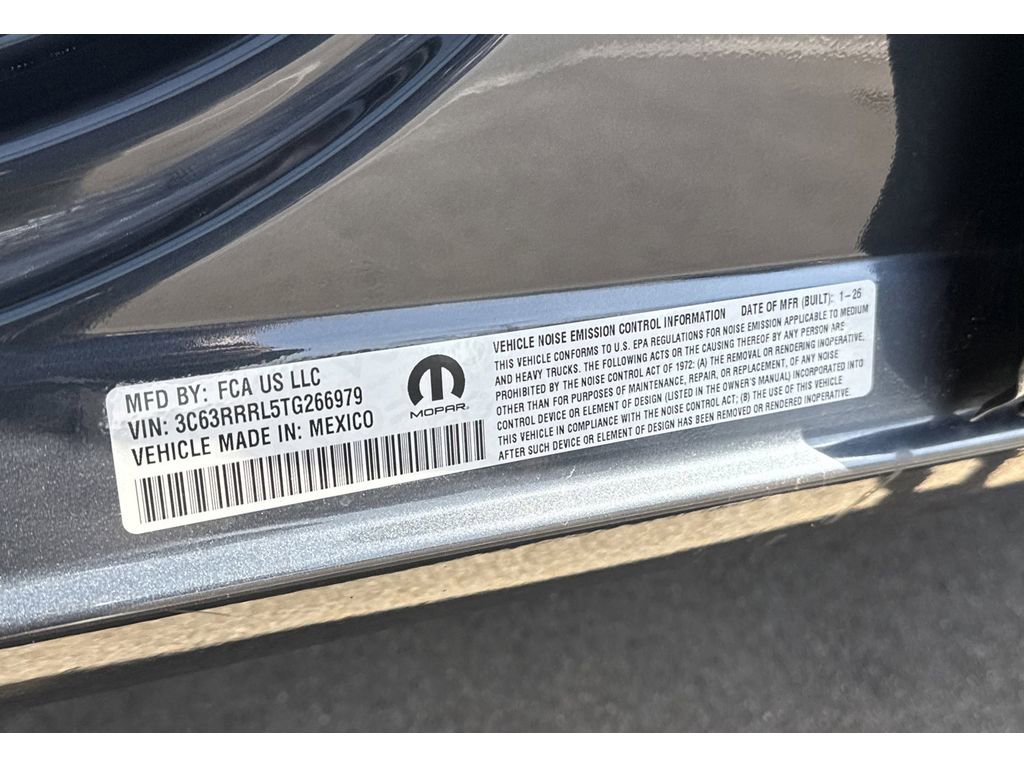 MFD BY: FCA US LLC
VIN: 3C63RRRL5TG266979
VEHICLE MADE IN: MEXICO
MOPAR®
VEHICLE NOISE EMISSION CONTROL INFORMATION DATE OF MFR (BUILT): 1-26
THIS VEHICLE CONFORMS TO U.S. EPA REGULATIONS FOR NOISE EMISSION APPLICABLE TO MEDIUM
AND HEAVY TRUCKS. THE FOLLOWING ACTS OR THE CAUSING THEREOF BY ANY PERSON ARE
PROHIBITED BY THE NOISE CONTROL ACT OF 1972: (A) THE REMOVAL OR RENDERING INOPERATIVE,
OTHER THAN FOR PURPOSES OF MAINTENANCE, REPAIR, OR REPLACEMENT, OF ANY NOISE
CONTROL DEVICE OR ELEMENT OF DESIGN (LISTED IN THE OWNER'S MANUAL) INCORPORATED INTO
THIS VEHICLE IN COMPLIANCE WITH THE NOISE CONTROL ACT; (B) THE USE OF THIS VEHICLE
AFTER SUCH DEVICE OR ELEMENT OF DESIGN HAS BEEN REMOVED OR RENDERED INOPERATIVE.